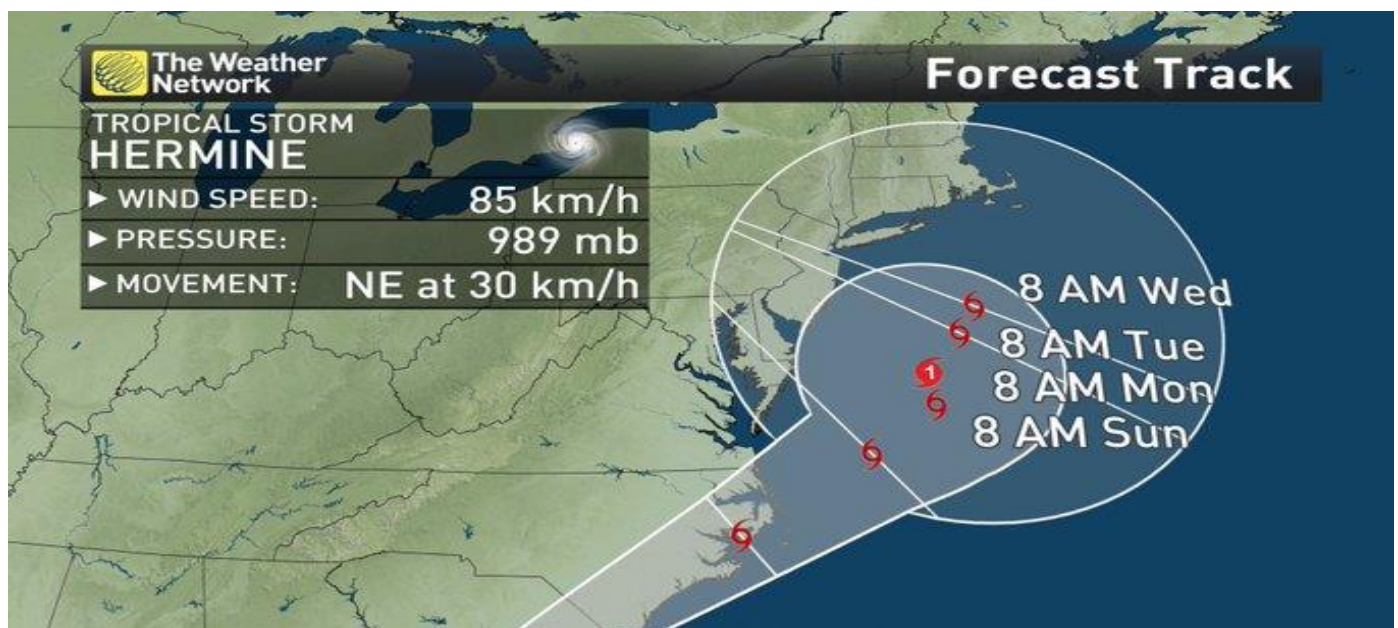 The Weather
Network
Forecast Track
TROPICAL STORM
HERMINE
▶ WIND SPEED: 85 km/h
▶ PRESSURE: 989 mb
▶ MOVEMENT: NE at 30 km/h
8 AM Wed
8 AM Tue
1
8 AM Mon
8 AM Sun